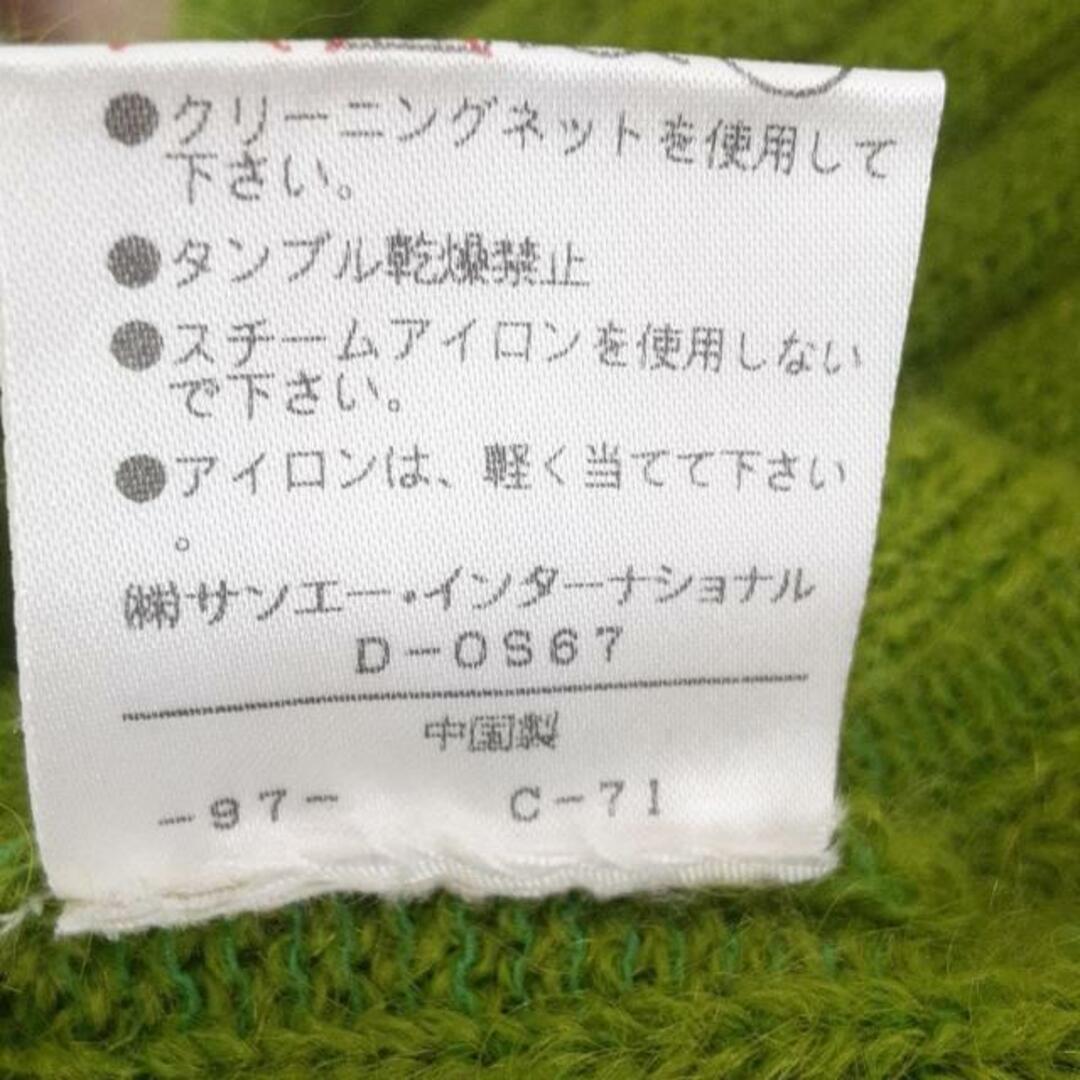 ●クリーニングネットを使用して
下さい。
●タンブル乾燥禁止
●スチームアイロンを使用しない
で下さい。
●アイロンは、軽く当てて下さい
。
㈱サンエー・インターナショナル
D-OS67
中国製
-97- C-71